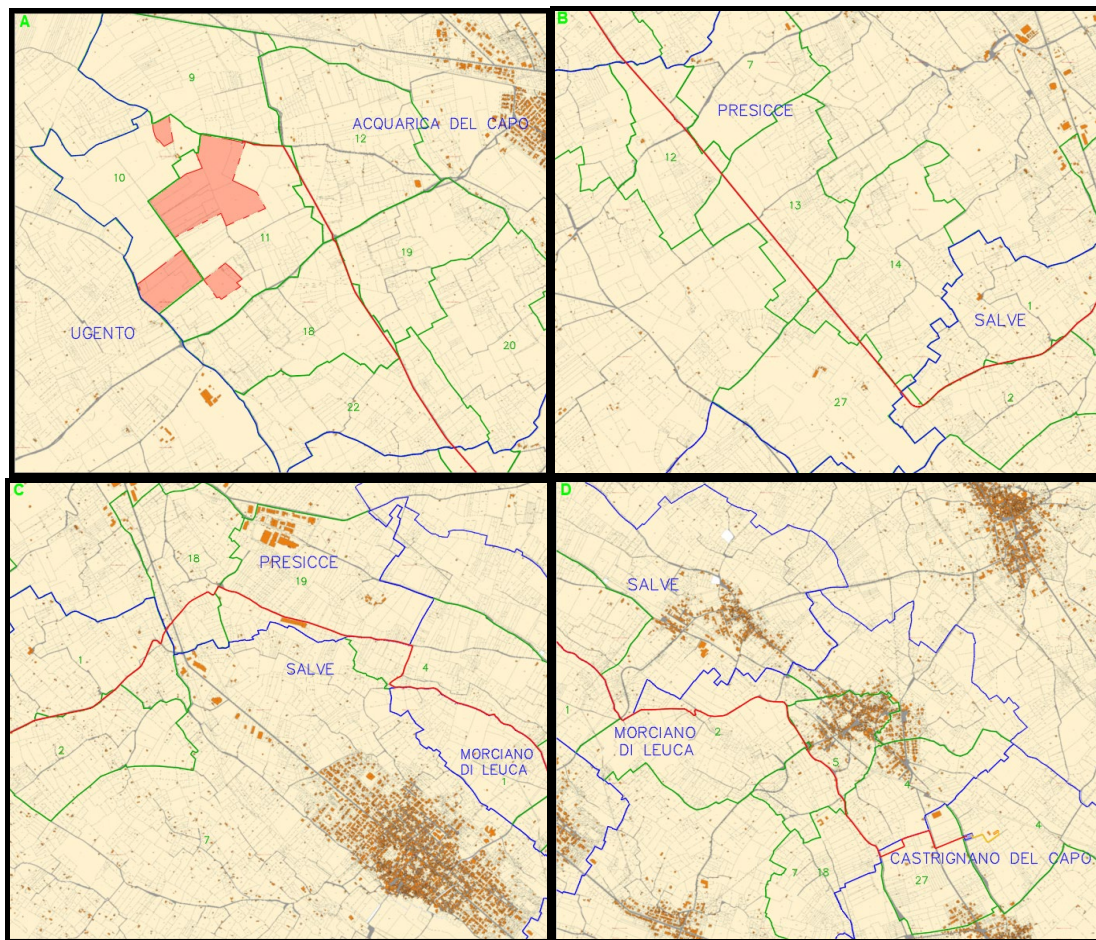 A
9
ACQUARICA DEL CAPO
12
10
11
19
18
UGENTO
20
22
B
7
PRESICCE
12
13
14
1
SALVE
2
27
C
18
PRESICCE
19
1
SALVE
4
2
MORCIANO
DI LEUCA
1
7
D
SALVE
1
MORCIANO
DI LEUCA
2
5
4
4
CASTRIGNANO DEL CAPO
7
18
27